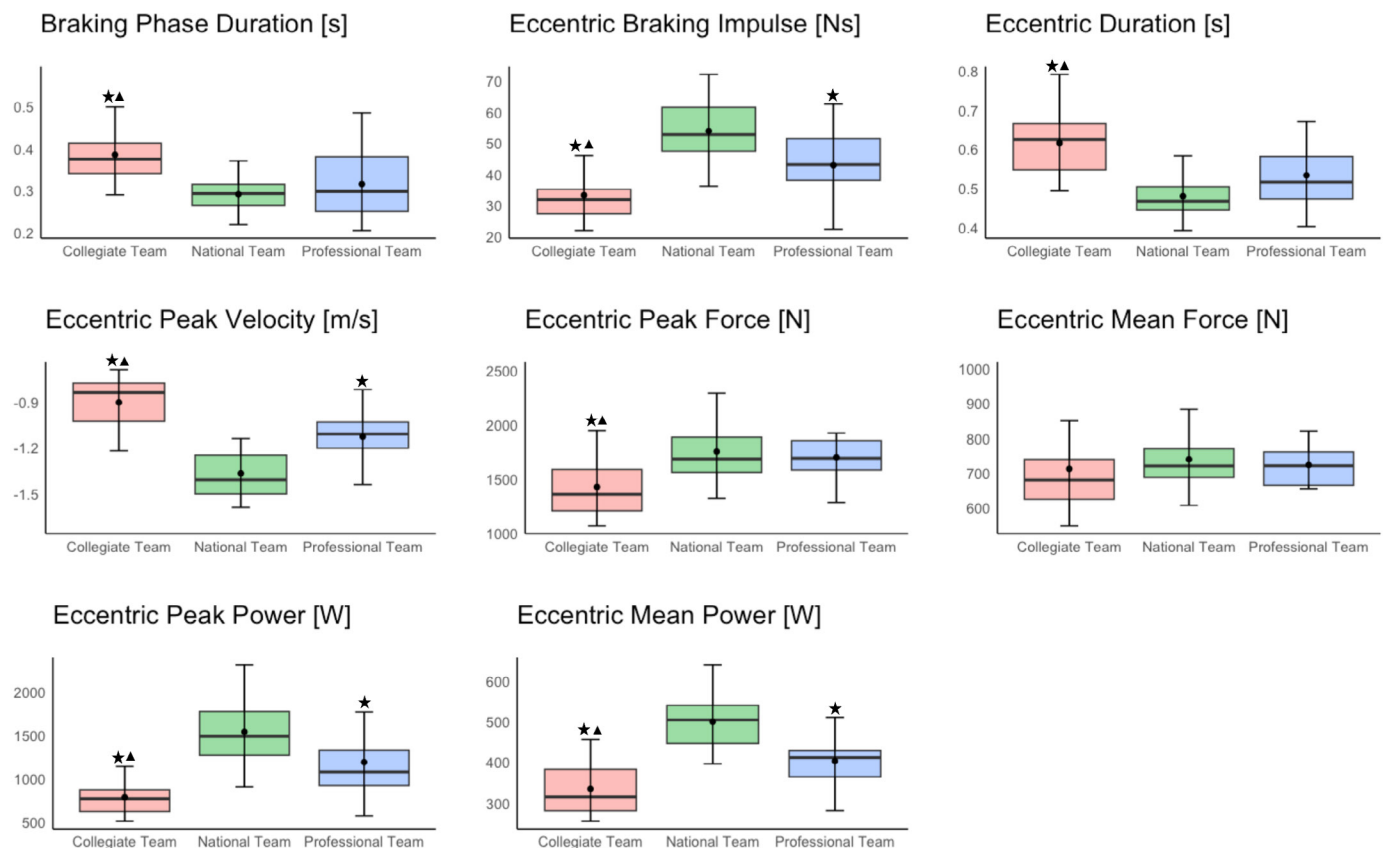 Braking Phase Duration [s]
0.5
0.4
0.3
0.2
★▲
Collegiate Team National Team Professional Team
Eccentric Braking Impulse [Ns]
70
60
50
40
30
20
★▲
★
Collegiate Team National Team Professional Team
Eccentric Duration [s]
0.8
0.7
0.6
0.5
0.4
★▲
Collegiate Team National Team Professional Team
Eccentric Peak Velocity [m/s]
-0.9
-1.2
-1.5
★▲
★
Collegiate Team National Team Professional Team
Eccentric Peak Force [N]
2500
2000
1500
1000
★▲
Collegiate Team National Team Professional Team
Eccentric Mean Force [N]
1000
900
800
700
600
Collegiate Team National Team Professional Team
Eccentric Peak Power [W]
2000
1500
1000
500
★▲
★
Collegiate Team National Team Professional Team
Eccentric Mean Power [W]
600
500
400
300
★▲
★
Collegiate Team National Team Professional Team